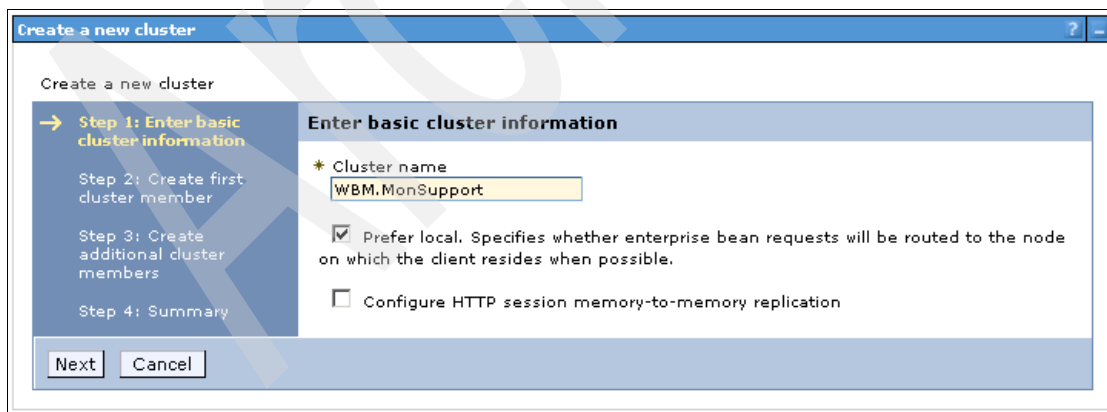 Create a new cluster
?
Create a new cluster
Step 1: Enter basic
cluster information
Step 2: Create first
cluster member
Step 3: Create
additional cluster
members
Step 4: Summary
Enter basic cluster information
* Cluster name
WBM.MonSupport
Prefer local. Specifies whether enterprise bean requests will be routed to the node
on which the client resides when possible.
Configure HTTP session memory-to-memory replication
Next Cancel